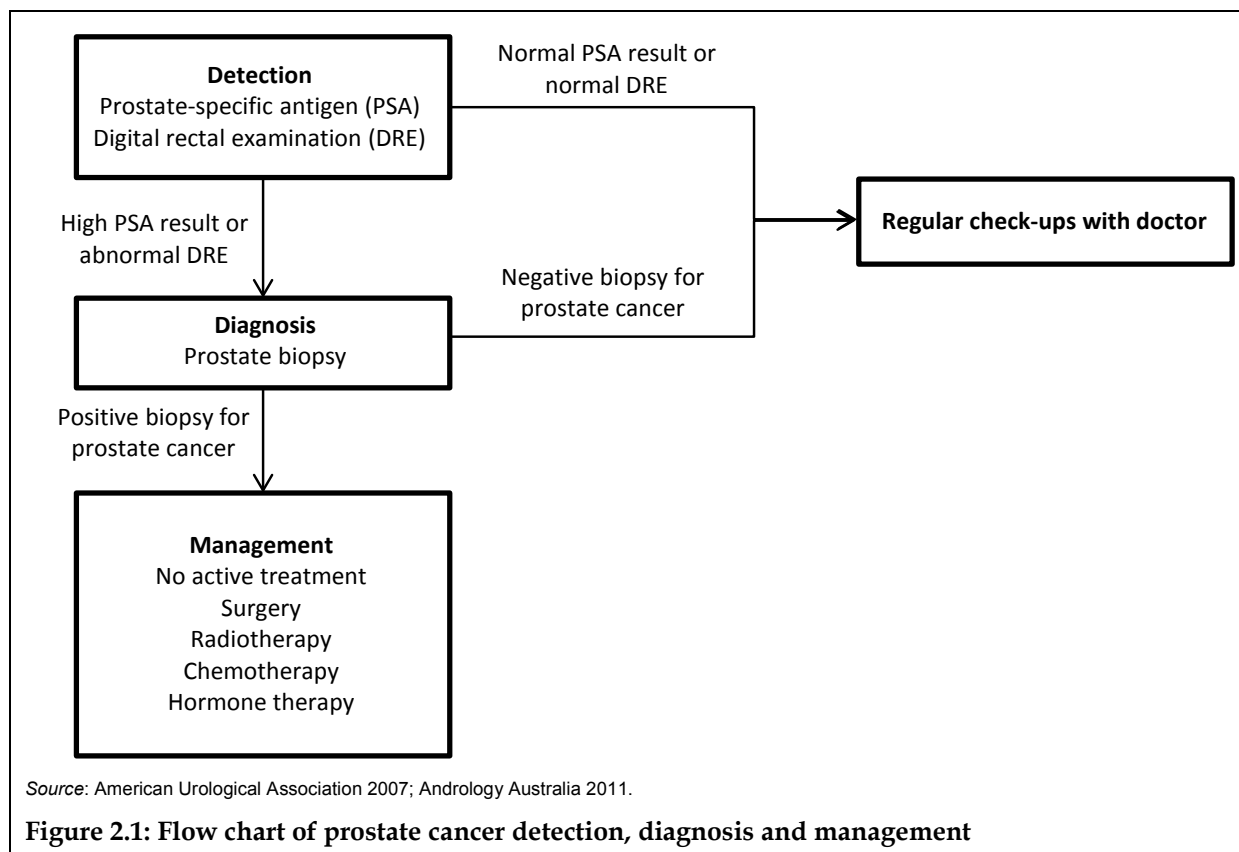 Detection
Prostate-specific antigen (PSA)
Digital rectal examination (DRE)
Normal PSA result or
normal DRE
Regular check-ups with doctor
High PSA result or
abnormal DRE
Negative biopsy for
prostate cancer
Diagnosis
Prostate biopsy
Positive biopsy for
prostate cancer
Management
No active treatment
Surgery
Radiotherapy
Chemotherapy
Hormone therapy
Source: American Urological Association 2007; Andrology Australia 2011.
Figure 2.1: Flow chart of prostate cancer detection, diagnosis and management